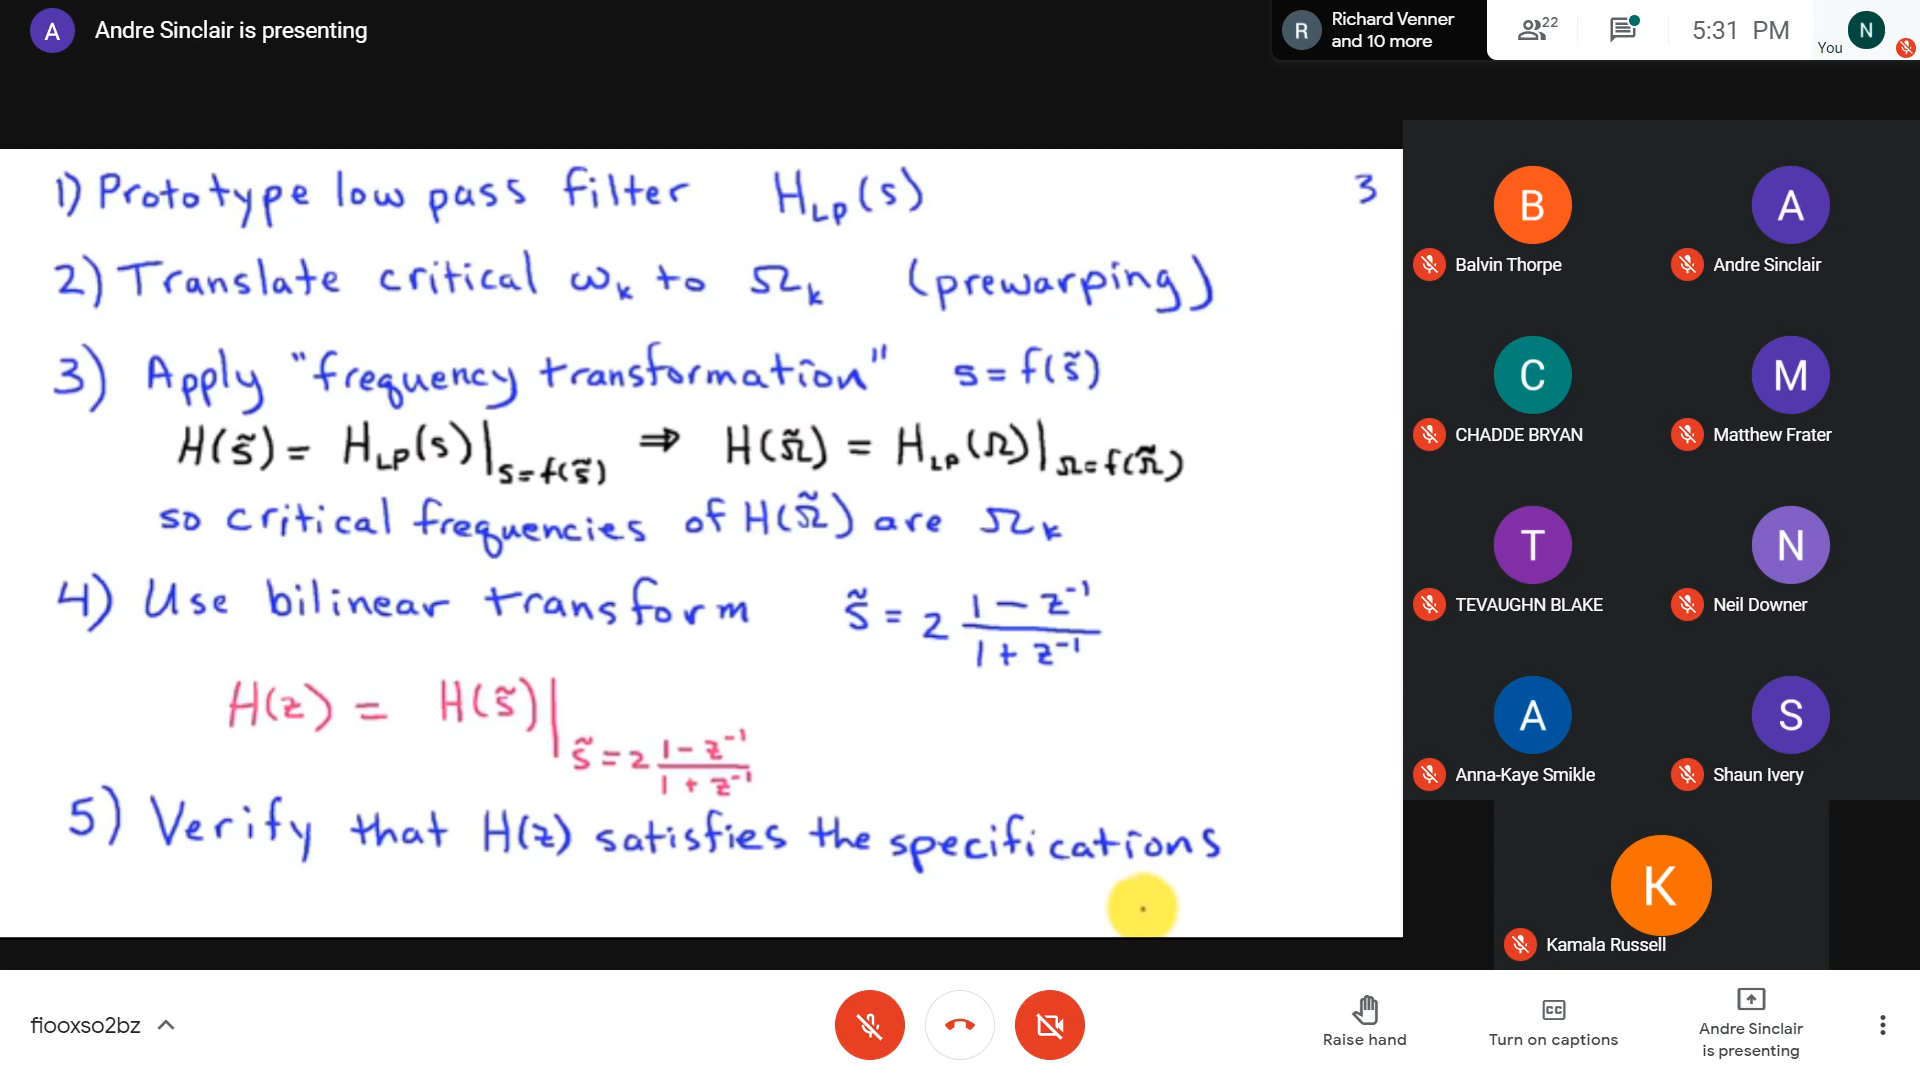 A Andre Sinclair is presenting
R Richard Venner and 10 more
22
5:31 PM
You N
1) Prototype low pass filter H_LP(s) 3
2) Translate critical ω_k to Ω_k (prewarping)
3) Apply "frequency transformation" s = f(s̃)
H(s̃) = H_LP(s)|_s=f(s̃) ⇒ H(Ω̃) = H_LP(Ω)|_Ω=f(Ω̃)
so critical frequencies of H(Ω̃) are Ω_k
4) Use bilinear transform s̃ = 2 (1 - z⁻¹)/(1 + z⁻¹)
H(z) = H(s̃)|_s̃ = 2 (1 - z⁻¹)/(1 + z⁻¹)
5) Verify that H(z) satisfies the specifications
B A
Balvin Thorpe Andre Sinclair
C M
CHADDE BRYAN Matthew Frater
T N
TEVAUGHN BLAKE Neil Downer
A S
Anna-Kaye Smikle Shaun Ivery
K
Kamala Russell
fiooxso2bz
Raise hand
CC
Turn on captions
Andre Sinclair
is presenting